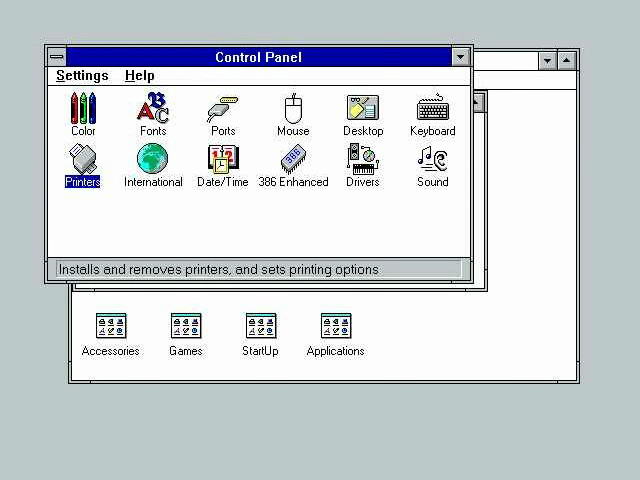 Control Panel
Settings Help
Color Fonts Ports Mouse Desktop Keyboard
Printers International Date/Time 386 Enhanced Drivers Sound
Installs and removes printers, and sets printing options
Accessories Games StartUp Applications